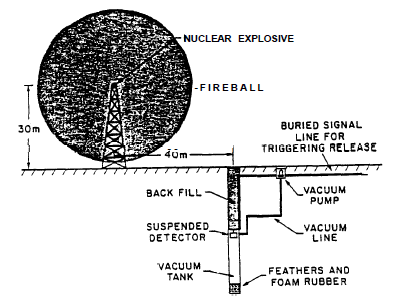 NUCLEAR EXPLOSIVE
FIREBALL
30m
40m
BURIED SIGNAL
LINE FOR
TRIGGERING RELEASE
BACK FILL
VACUUM
PUMP
SUSPENDED
DETECTOR
VACUUM
LINE
VACUUM
TANK
FEATHERS AND
FOAM RUBBER